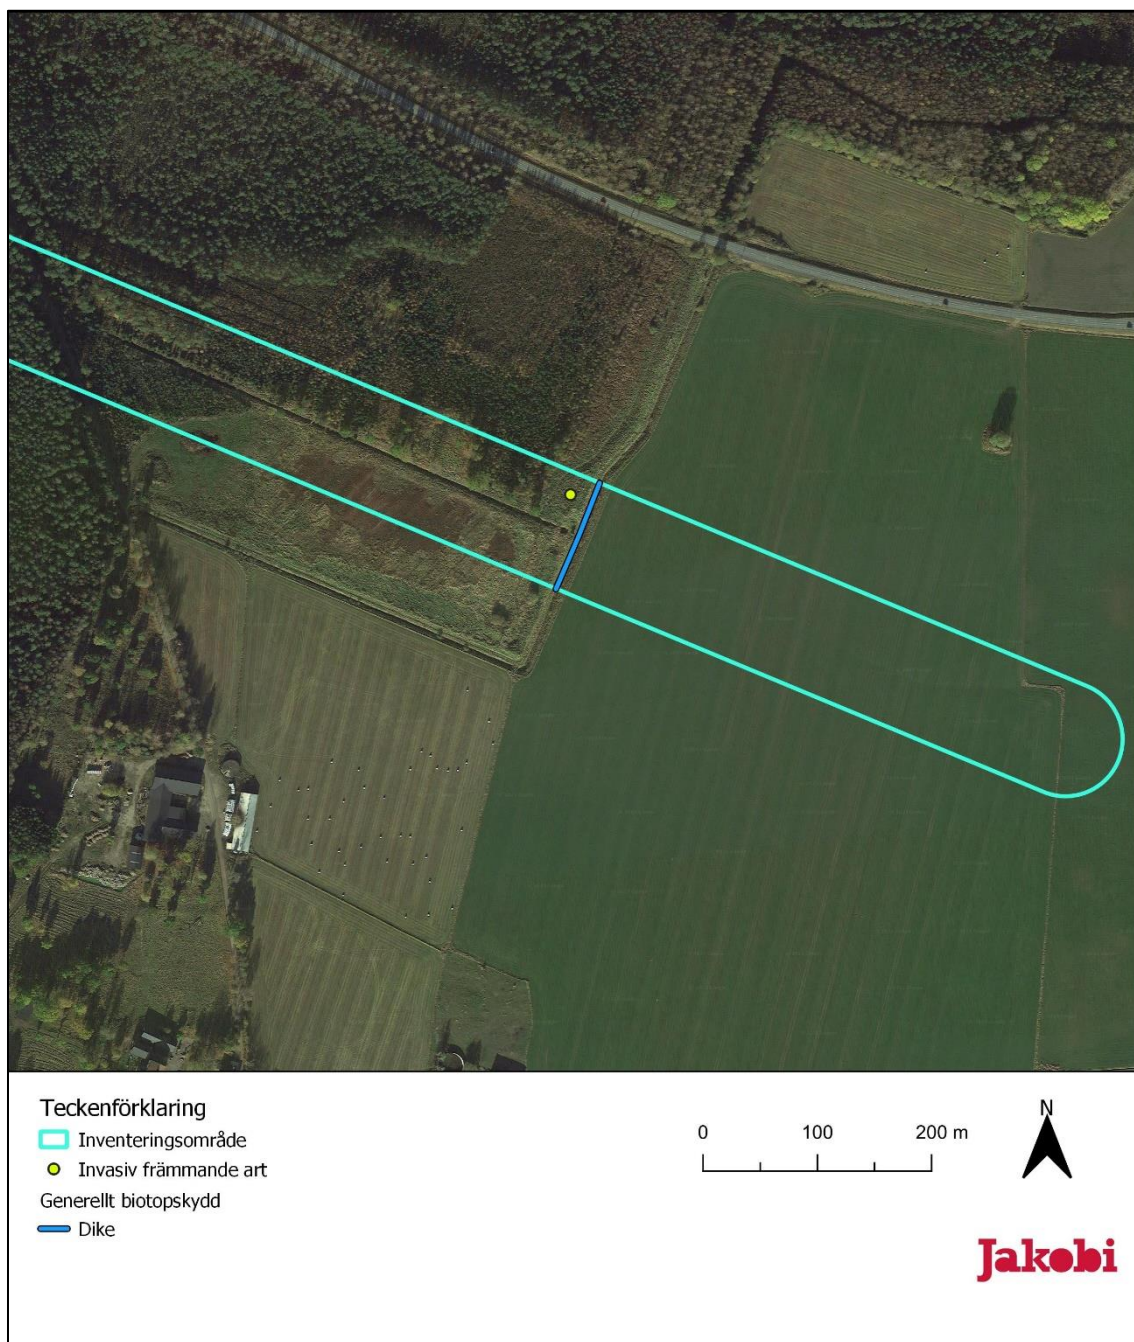 Teckenförklaring
Inventeringsområde
Invasiv främmande art
Generellt biotopskydd
Dike
0 100 200 m
N
Jakobi